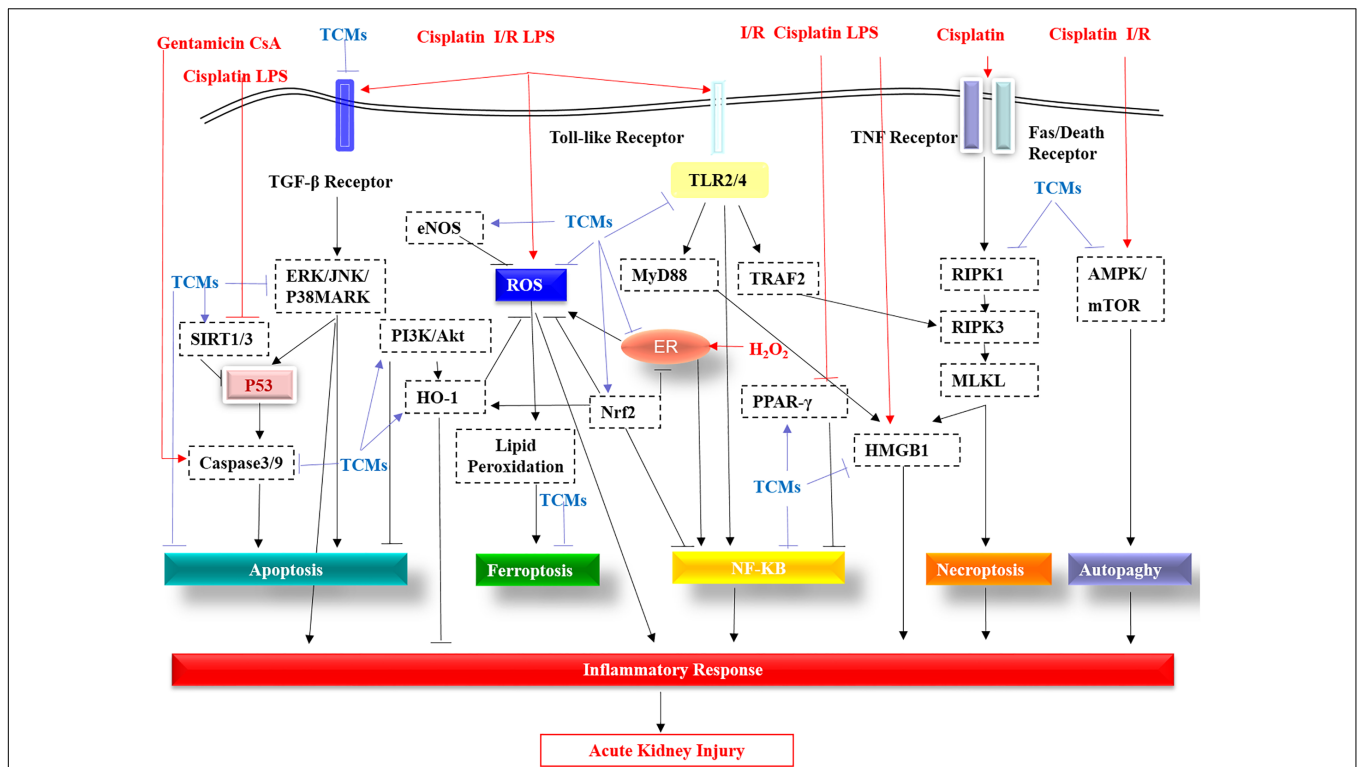 Gentamicin CsA
TCMs
Cisplatin I/R LPS
I/R Cisplatin LPS
Cisplatin
Cisplatin I/R
Cisplatin LPS
Toll-like Receptor
TNF Receptor
Fas/Death
Receptor
TGF-β Receptor
TLR2/4
TCMs
eNOS
TCMs
MyD88
TRAF2
RIPK1
AMPK/
mTOR
TCMs
ERK/JNK/
P38MARK
ROS
SIRT1/3
PI3K/Akt
ER
H₂O₂
RIPK3
P53
HO-1
Nrf2
PPAR-γ
MLKL
Caspase3/9
TCMs
Lipid
Peroxidation
HMGB1
TCMs
TCMs
Apoptosis
Ferroptosis
NF-KB
Necroptosis
Autopaghy
Inflammatory Response
Acute Kidney Injury